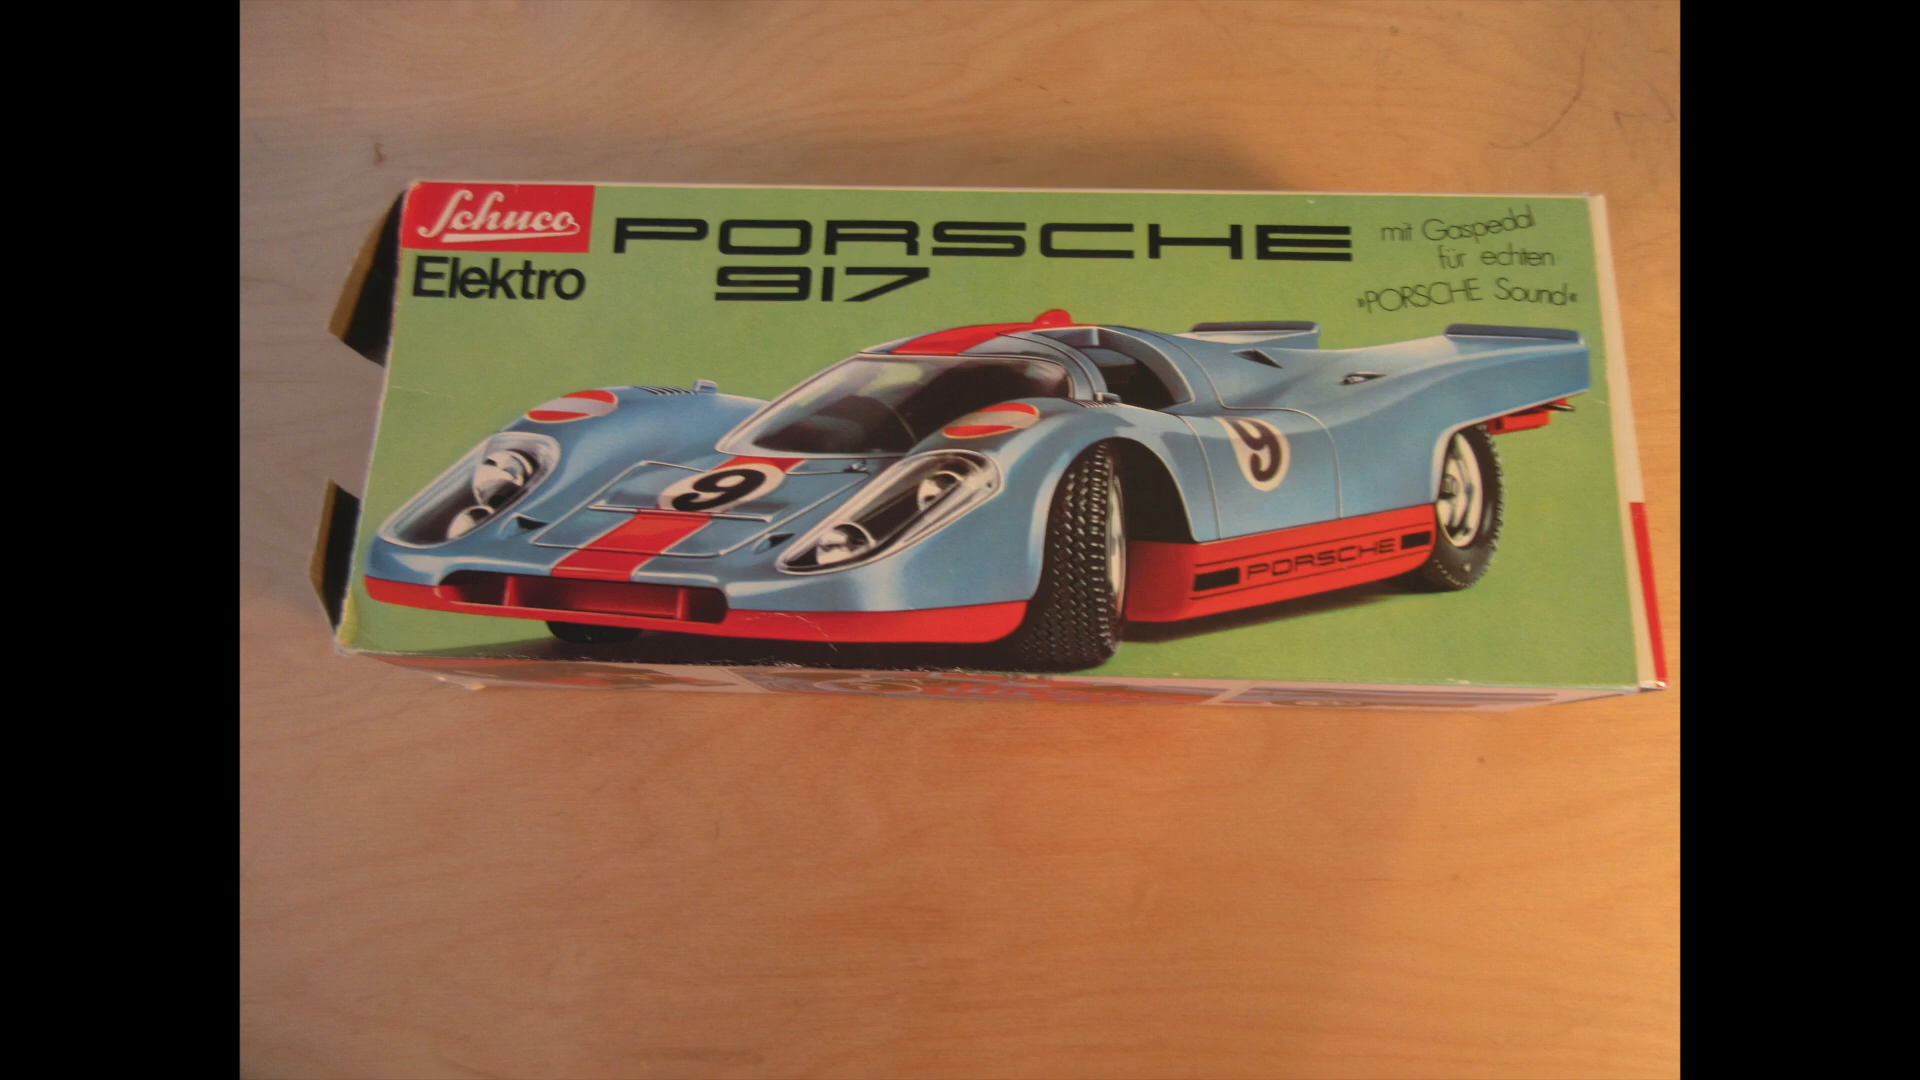 Schuco
Elektro
PORSCHE
917
mit Gaspedal
für echten
»PORSCHE Sound«
9
9
PORSCHE